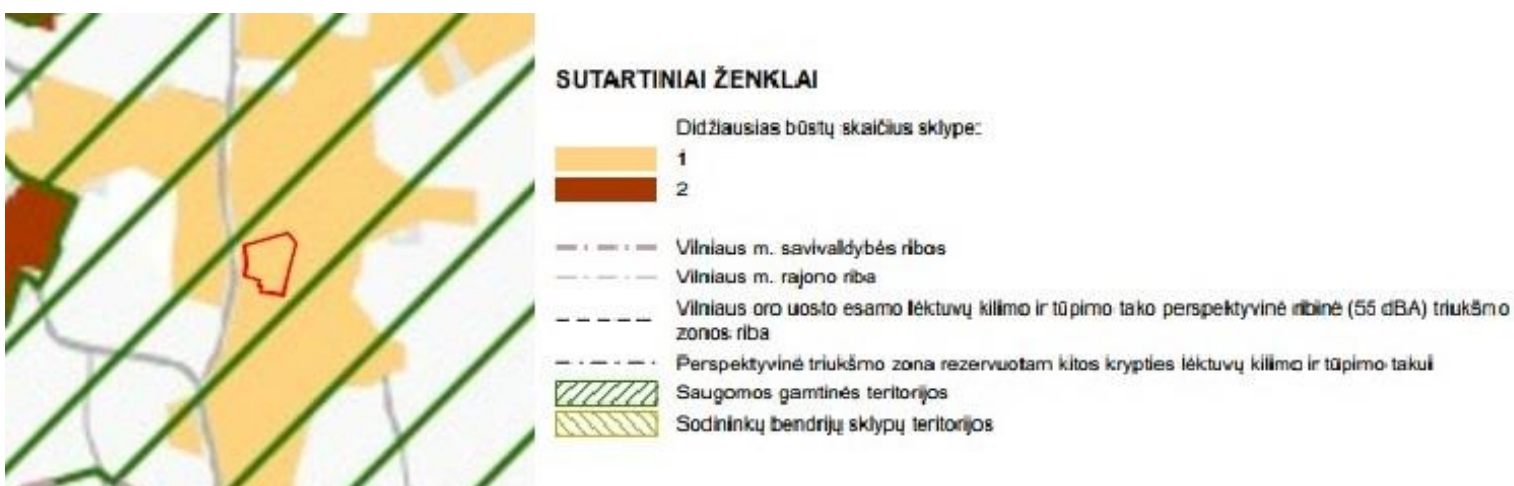 SUTARTINIAI ŽENKLAI
Didžiausias būstų skaičius sklype:
1
2
Vilniaus m. savivaldybės ribos
Vilniaus m. rajono riba
Vilniaus oro uosto esamo lėktuvų kilimo ir tūpimo tako perspektyvinė ribinė (55 dBA) triukšmo
zonos riba
Perspektyvinė triukšmo zona rezervuotam kitos krypties lėktuvų kilimo ir tūpimo takui
Saugomos gamtinės teritorijos
Sodininkų bendrijų sklypų teritorijos